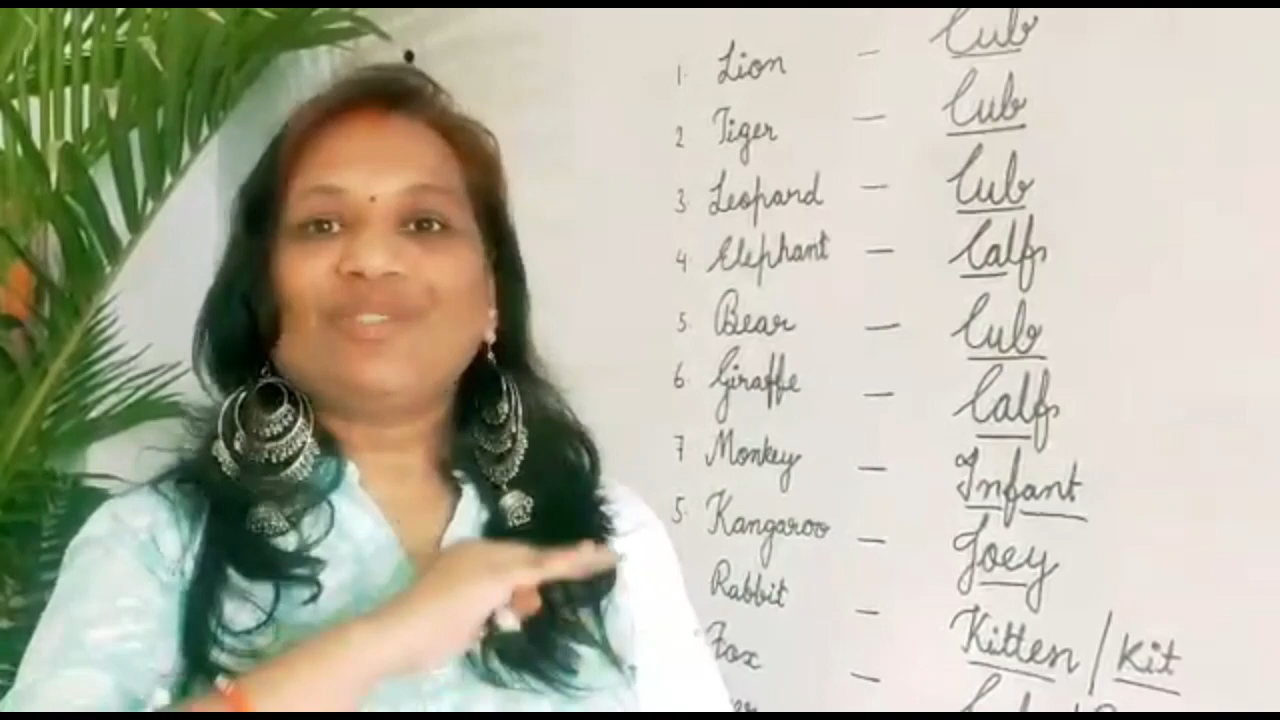 1. Lion - Cub
2 Tiger - Cub
3. Leopard - Cub
4 Elephant - Calf
5. Bear - Cub
6 Giraffe - Calf
7 Monkey - Infant
5. Kangaroo - Joey
Rabbit - Kitten / Kit
Fox -